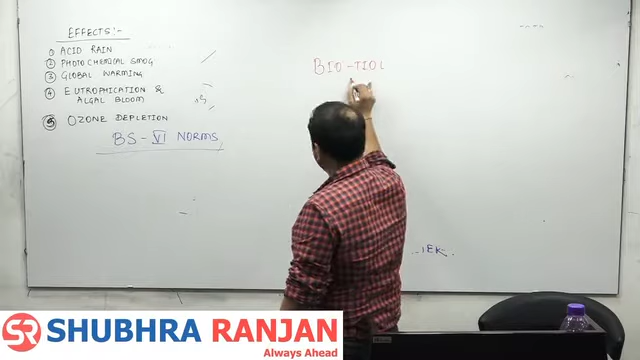 EFFECTS:-
① ACID RAIN
② PHOTOCHEMICAL SMOG
③ GLOBAL WARMING
④ EUTROPHICATION &
ALGAL BLOOM
⑤ OZONE DEPLETION
BS-VI NORMS
BIO-TIOL
SR SHUBHRA RANJAN
Always Ahead